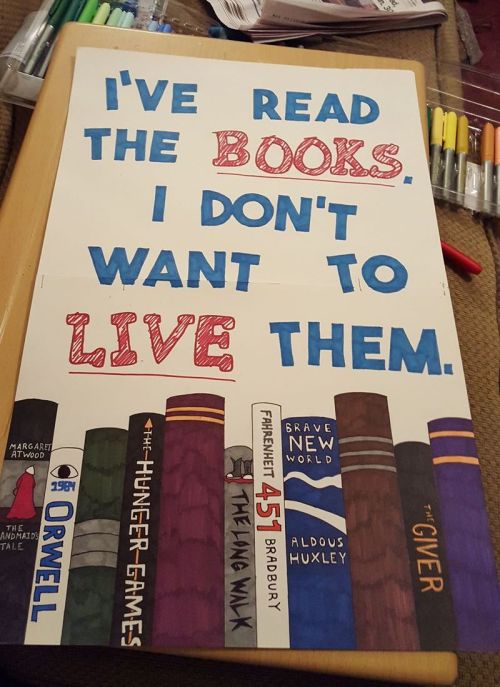 I'VE READ
THE BOOKS.
I DON'T
WANT TO
LIVE THEM.
MARGARET
ATWOOD
THE
HANDMAIDS
TALE
1984
ORWELL
THE HUNGER GAMES
THE LONG WALK
FAHRENHEIT
451
BRADBURY
BRAVE
NEW
WORLD
ALDOUS
HUXLEY
THE GIVER